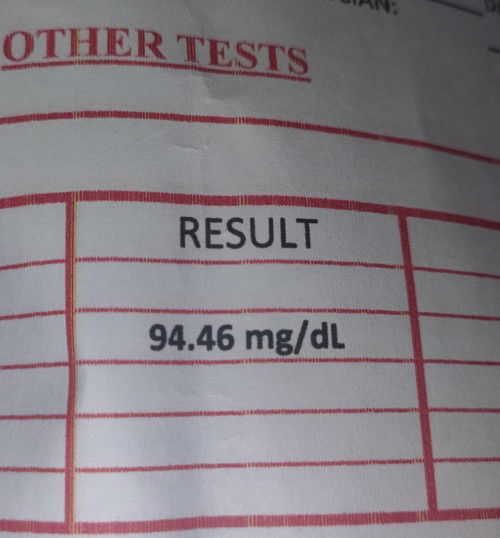 OTHER TESTS
RESULT
94.46 mg/dL